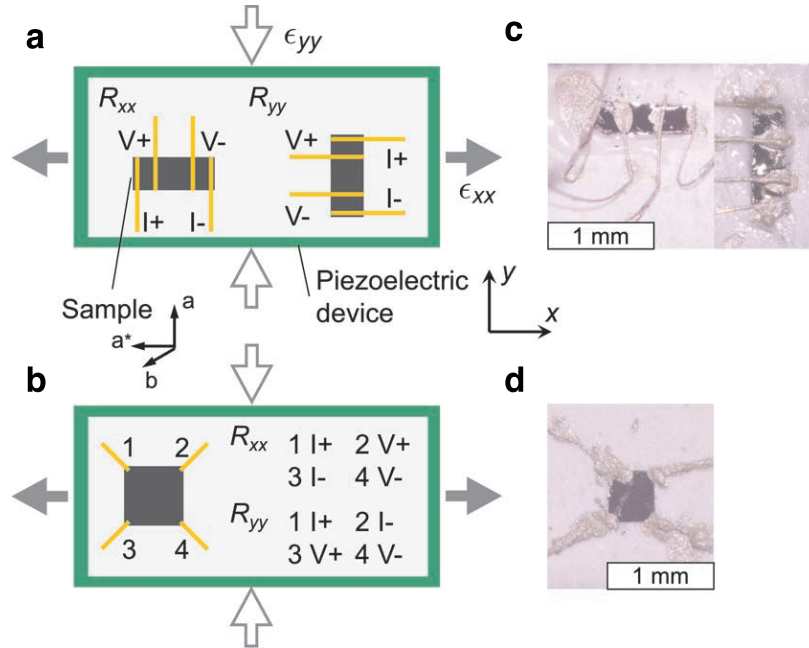 a
ϵyy
c
Rxx
Ryy
V+
V-
V+
I+
I+
I-
V-
I-
ϵxx
1 mm
Sample
Piezoelectric
device
a
a*
b
y
x
b
d
1
2
Rxx
1 I+ 2 V+
3 I- 4 V-
Ryy
1 I+ 2 I-
3
4
3 V+ 4 V-
1 mm